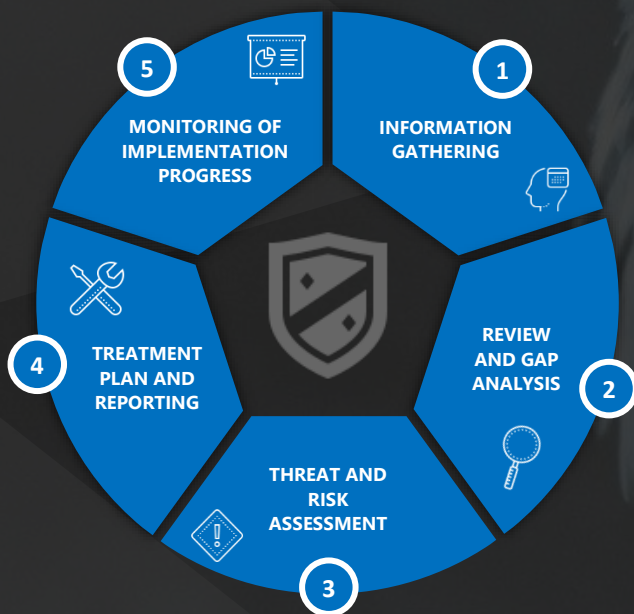 1
INFORMATION
GATHERING
2
REVIEW
AND GAP
ANALYSIS
3
THREAT AND
RISK
ASSESSMENT
4
TREATMENT
PLAN AND
REPORTING
5
MONITORING OF
IMPLEMENTATION
PROGRESS